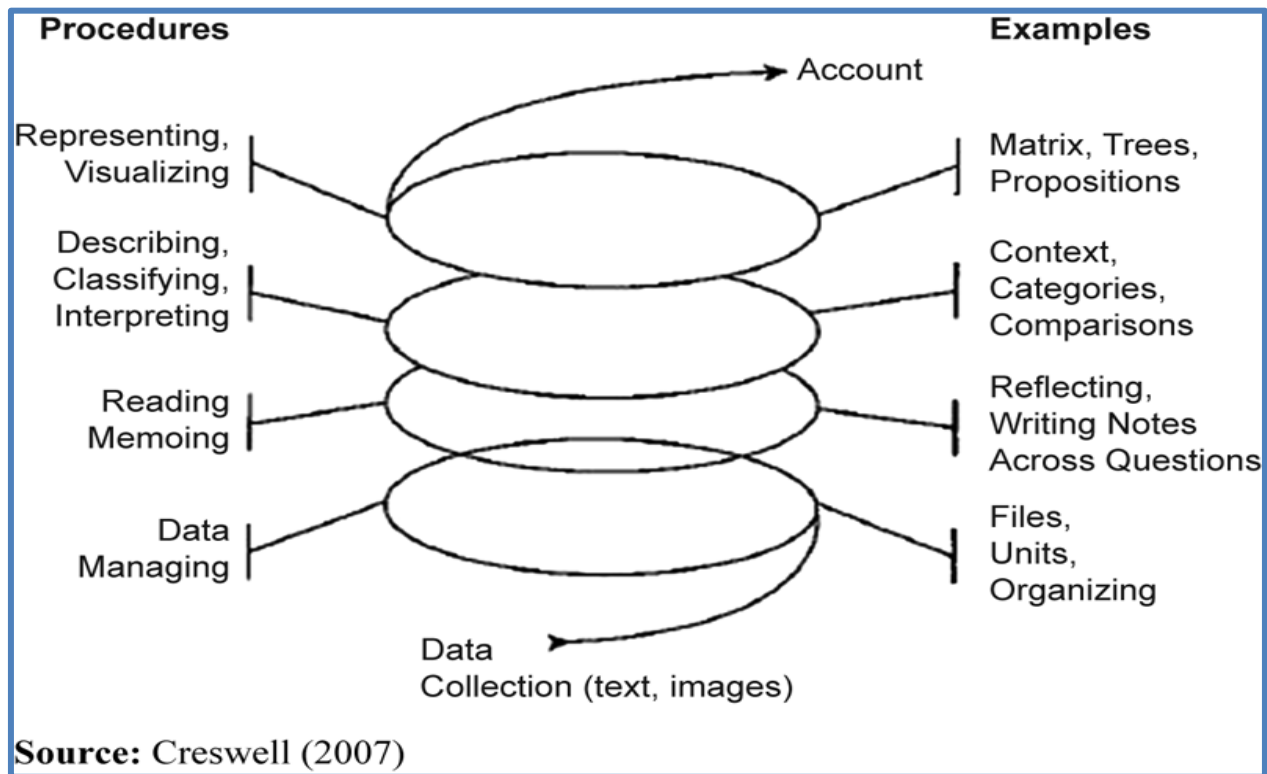 Procedures
Examples
Account
Representing,
Visualizing
Matrix, Trees,
Propositions
Describing,
Classifying,
Interpreting
Context,
Categories,
Comparisons
Reading
Memoing
Reflecting,
Writing Notes
Across Questions
Data
Managing
Files,
Units,
Organizing
Data
Collection (text, images)
Source: Creswell (2007)